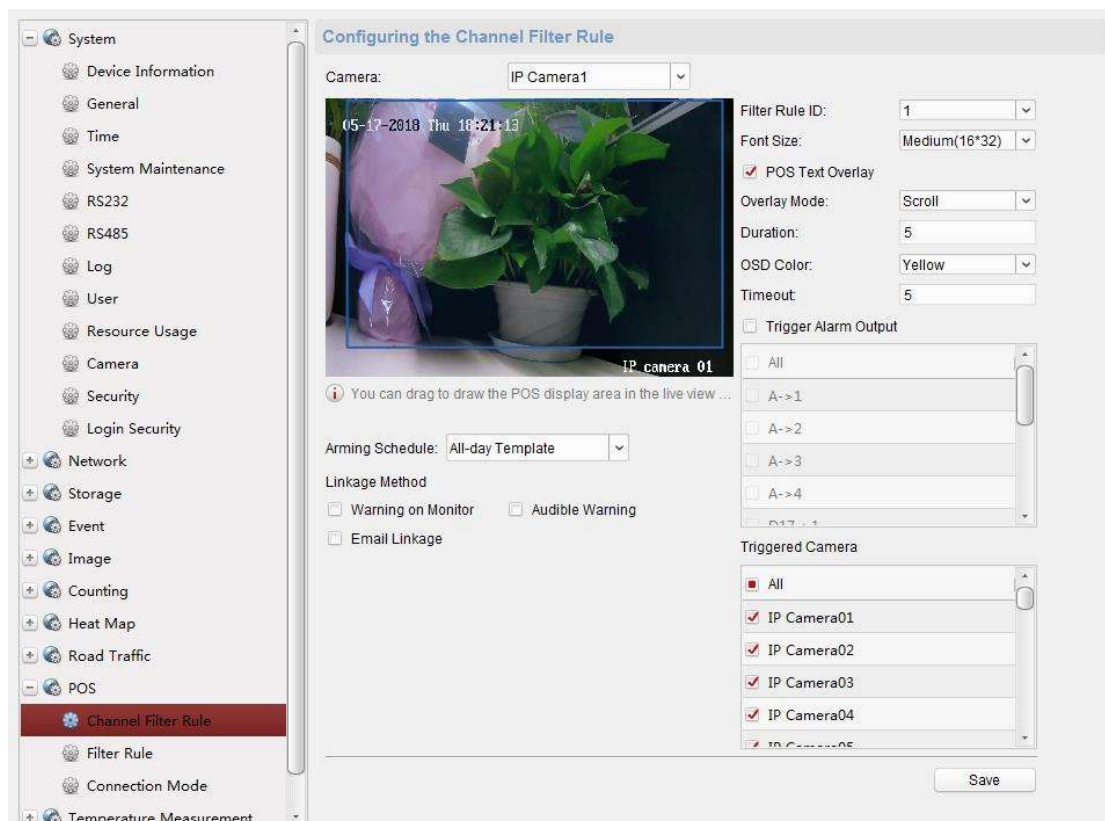 System
Device Information
General
Time
System Maintenance
RS232
RS485
Log
User
Resource Usage
Camera
Security
Login Security
Network
Storage
Event
Image
Counting
Heat Map
Road Traffic
POS
Channel Filter Rule
Filter Rule
Connection Mode
Temperature Measurement
Configuring the Channel Filter Rule
Camera: IP Camera1
05-17-2018 Thu 18:21:13
IP camera 01
You can drag to draw the POS display area in the live view ...
Arming Schedule: All-day Template
Linkage Method
Warning on Monitor Audible Warning
Email Linkage
Filter Rule ID: 1
Font Size: Medium(16*32)
POS Text Overlay
Overlay Mode: Scroll
Duration: 5
OSD Color: Yellow
Timeout: 5
Trigger Alarm Output
All
A->1
A->2
A->3
A->4
Triggered Camera
All
IP Camera01
IP Camera02
IP Camera03
IP Camera04
IP Camera05
Save